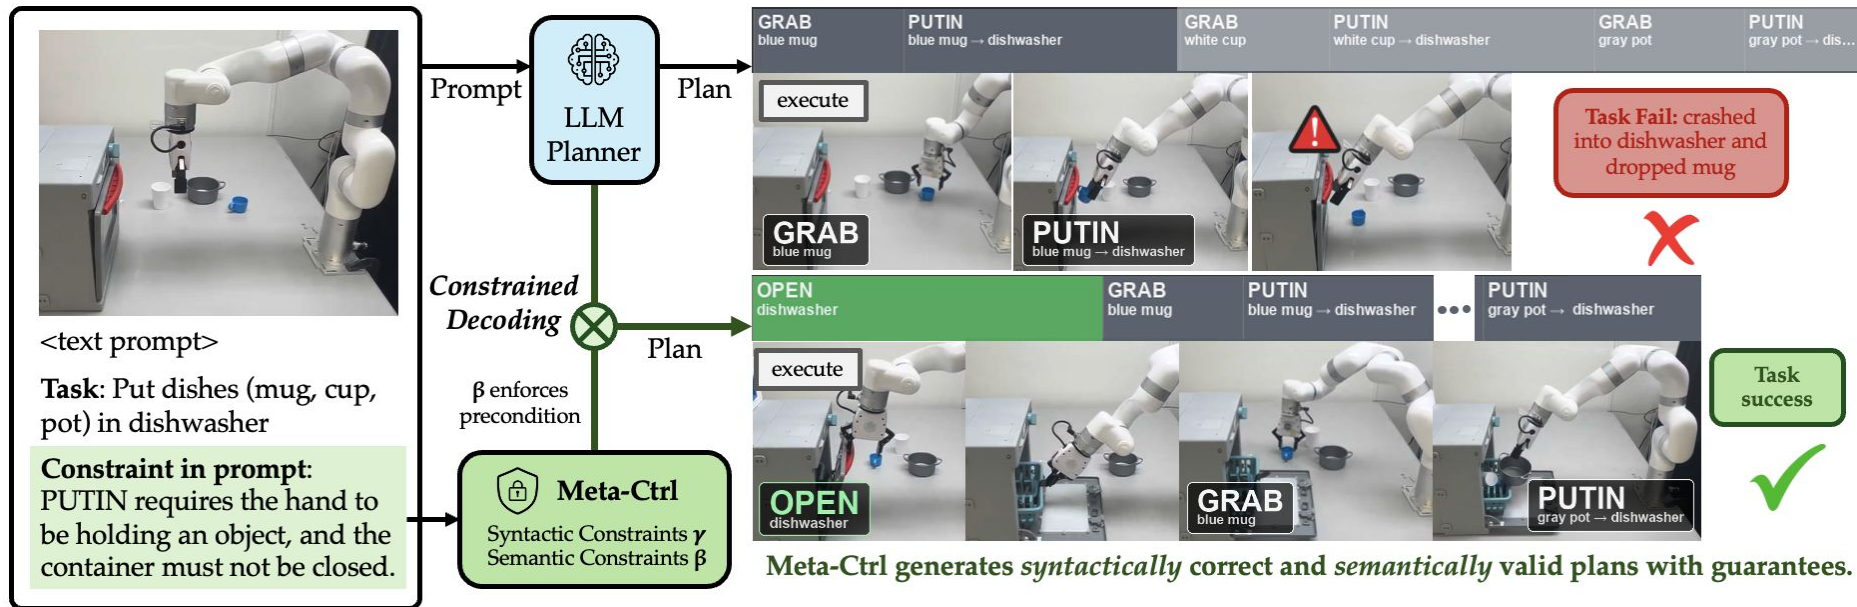 <text prompt>
Task: Put dishes (mug, cup,
pot) in dishwasher
Constraint in prompt:
PUTIN requires the hand to
be holding an object, and the
container must not be closed.
Prompt
LLM
Planner
Plan
Constrained
Decoding
Plan
β enforces
precondition
Meta-Ctrl
Syntactic Constraints γ
Semantic Constraints β
GRAB
blue mug
PUTIN
blue mug → dishwasher
GRAB
white cup
PUTIN
white cup → dishwasher
GRAB
gray pot
PUTIN
gray pot → dis...
execute
GRAB
blue mug
PUTIN
blue mug → dishwasher
!
Task Fail: crashed
into dishwasher and
dropped mug
OPEN
dishwasher
GRAB
blue mug
PUTIN
blue mug → dishwasher
•••
PUTIN
gray pot → dishwasher
execute
OPEN
dishwasher
GRAB
blue mug
PUTIN
gray pot → dishwasher
Task
success
Meta-Ctrl generates syntactically correct and semantically valid plans with guarantees.